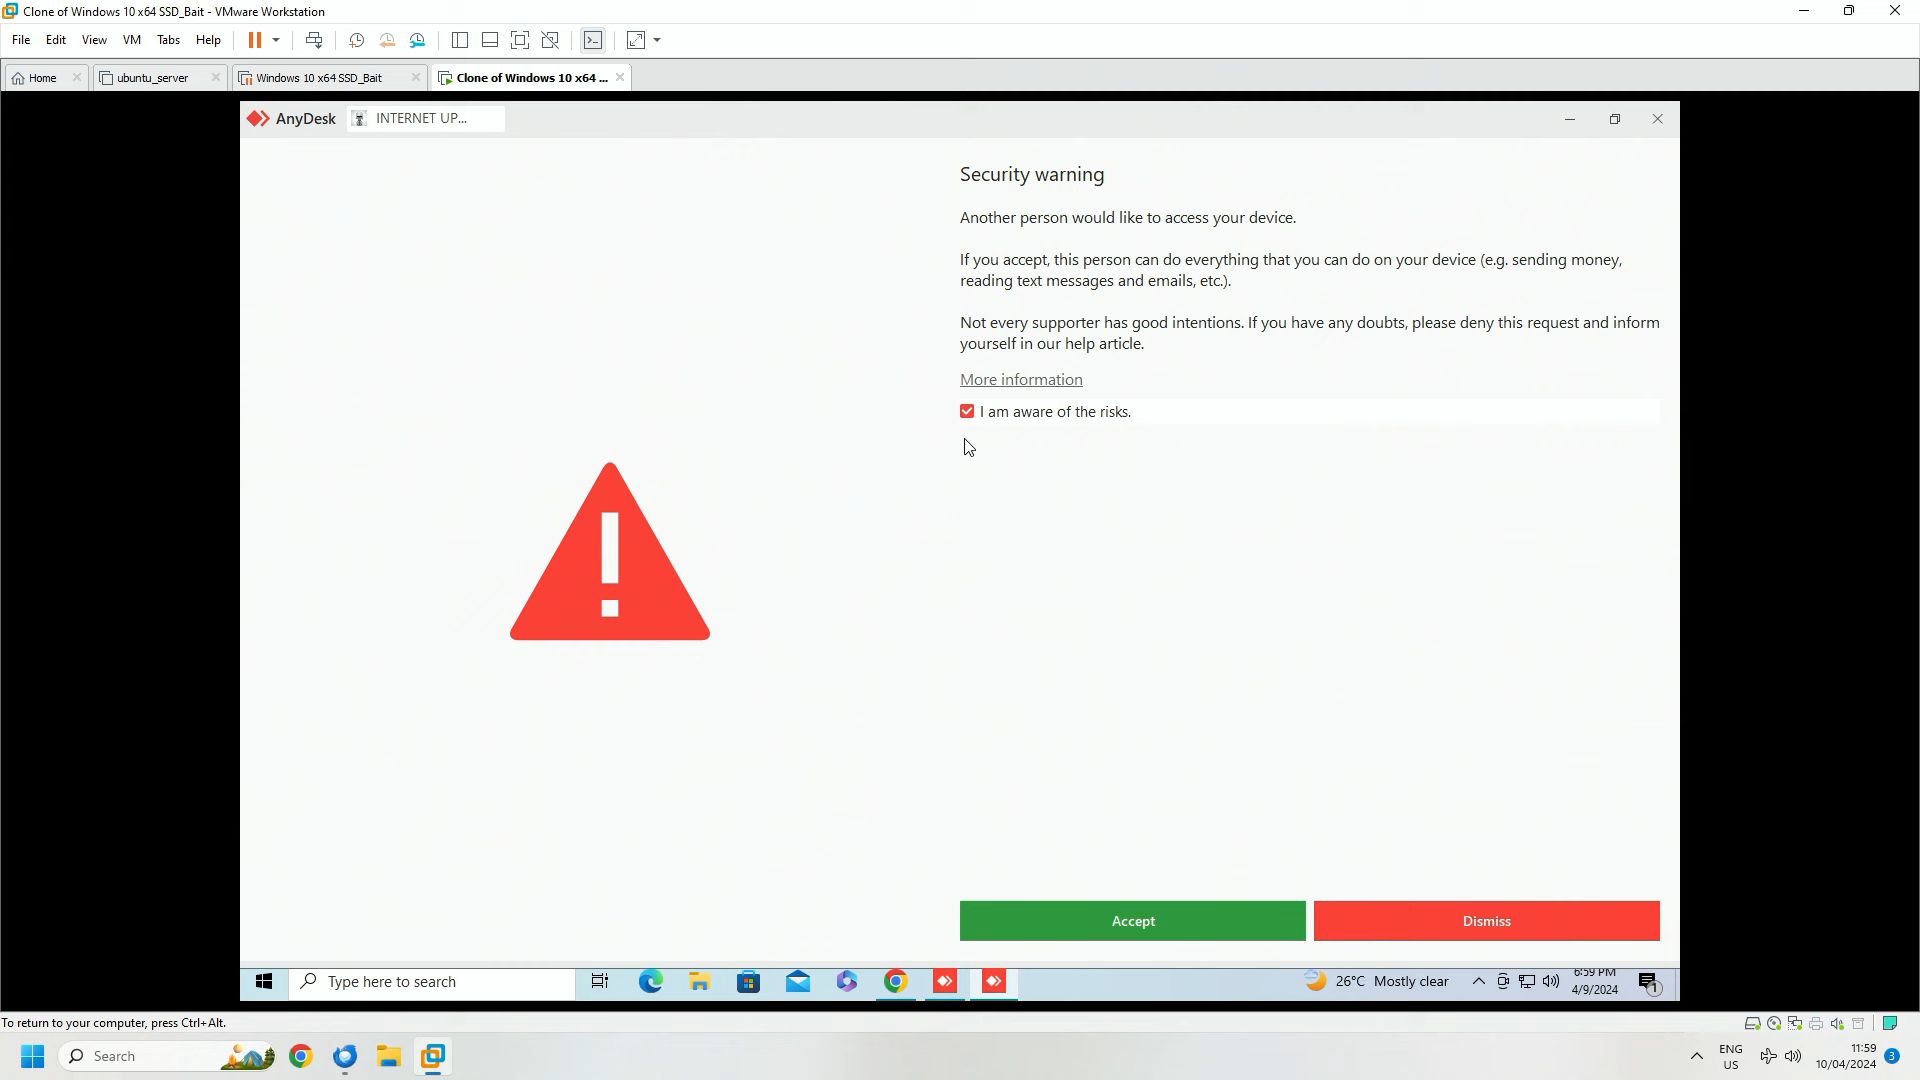 Clone of Windows 10 x64 SSD_Bait - VMware Workstation
File Edit View VM Tabs Help
Home ubuntu_server Windows 10 x64 SSD_Bait Clone of Windows 10 x64 ...
AnyDesk INTERNET UP...
Security warning
Another person would like to access your device.
If you accept, this person can do everything that you can do on your device (e.g. sending money,
reading text messages and emails, etc.).
Not every supporter has good intentions. If you have any doubts, please deny this request and inform
yourself in our help article.
More information
I am aware of the risks.
Accept Dismiss
Type here to search 26°C Mostly clear 6:59 PM
4/9/2024 1
To return to your computer, press Ctrl+Alt.
Search ENG 11:59
US 10/04/2024 3